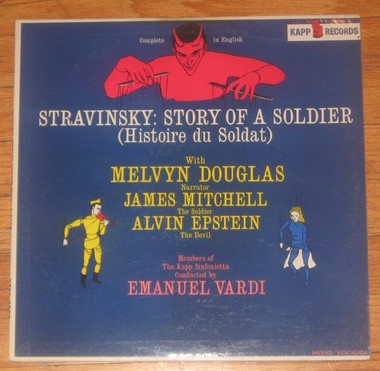 Complete in English
KAPP RECORDS
STRAVINSKY: STORY OF A SOLDIER
(Histoire du Soldat)
With
MELVYN DOUGLAS
Narrator
JAMES MITCHELL
The Soldier
ALVIN EPSTEIN
The Devil
Members of
The Kapp Sinfonietta
Conducted by
EMANUEL VARDI
MONO